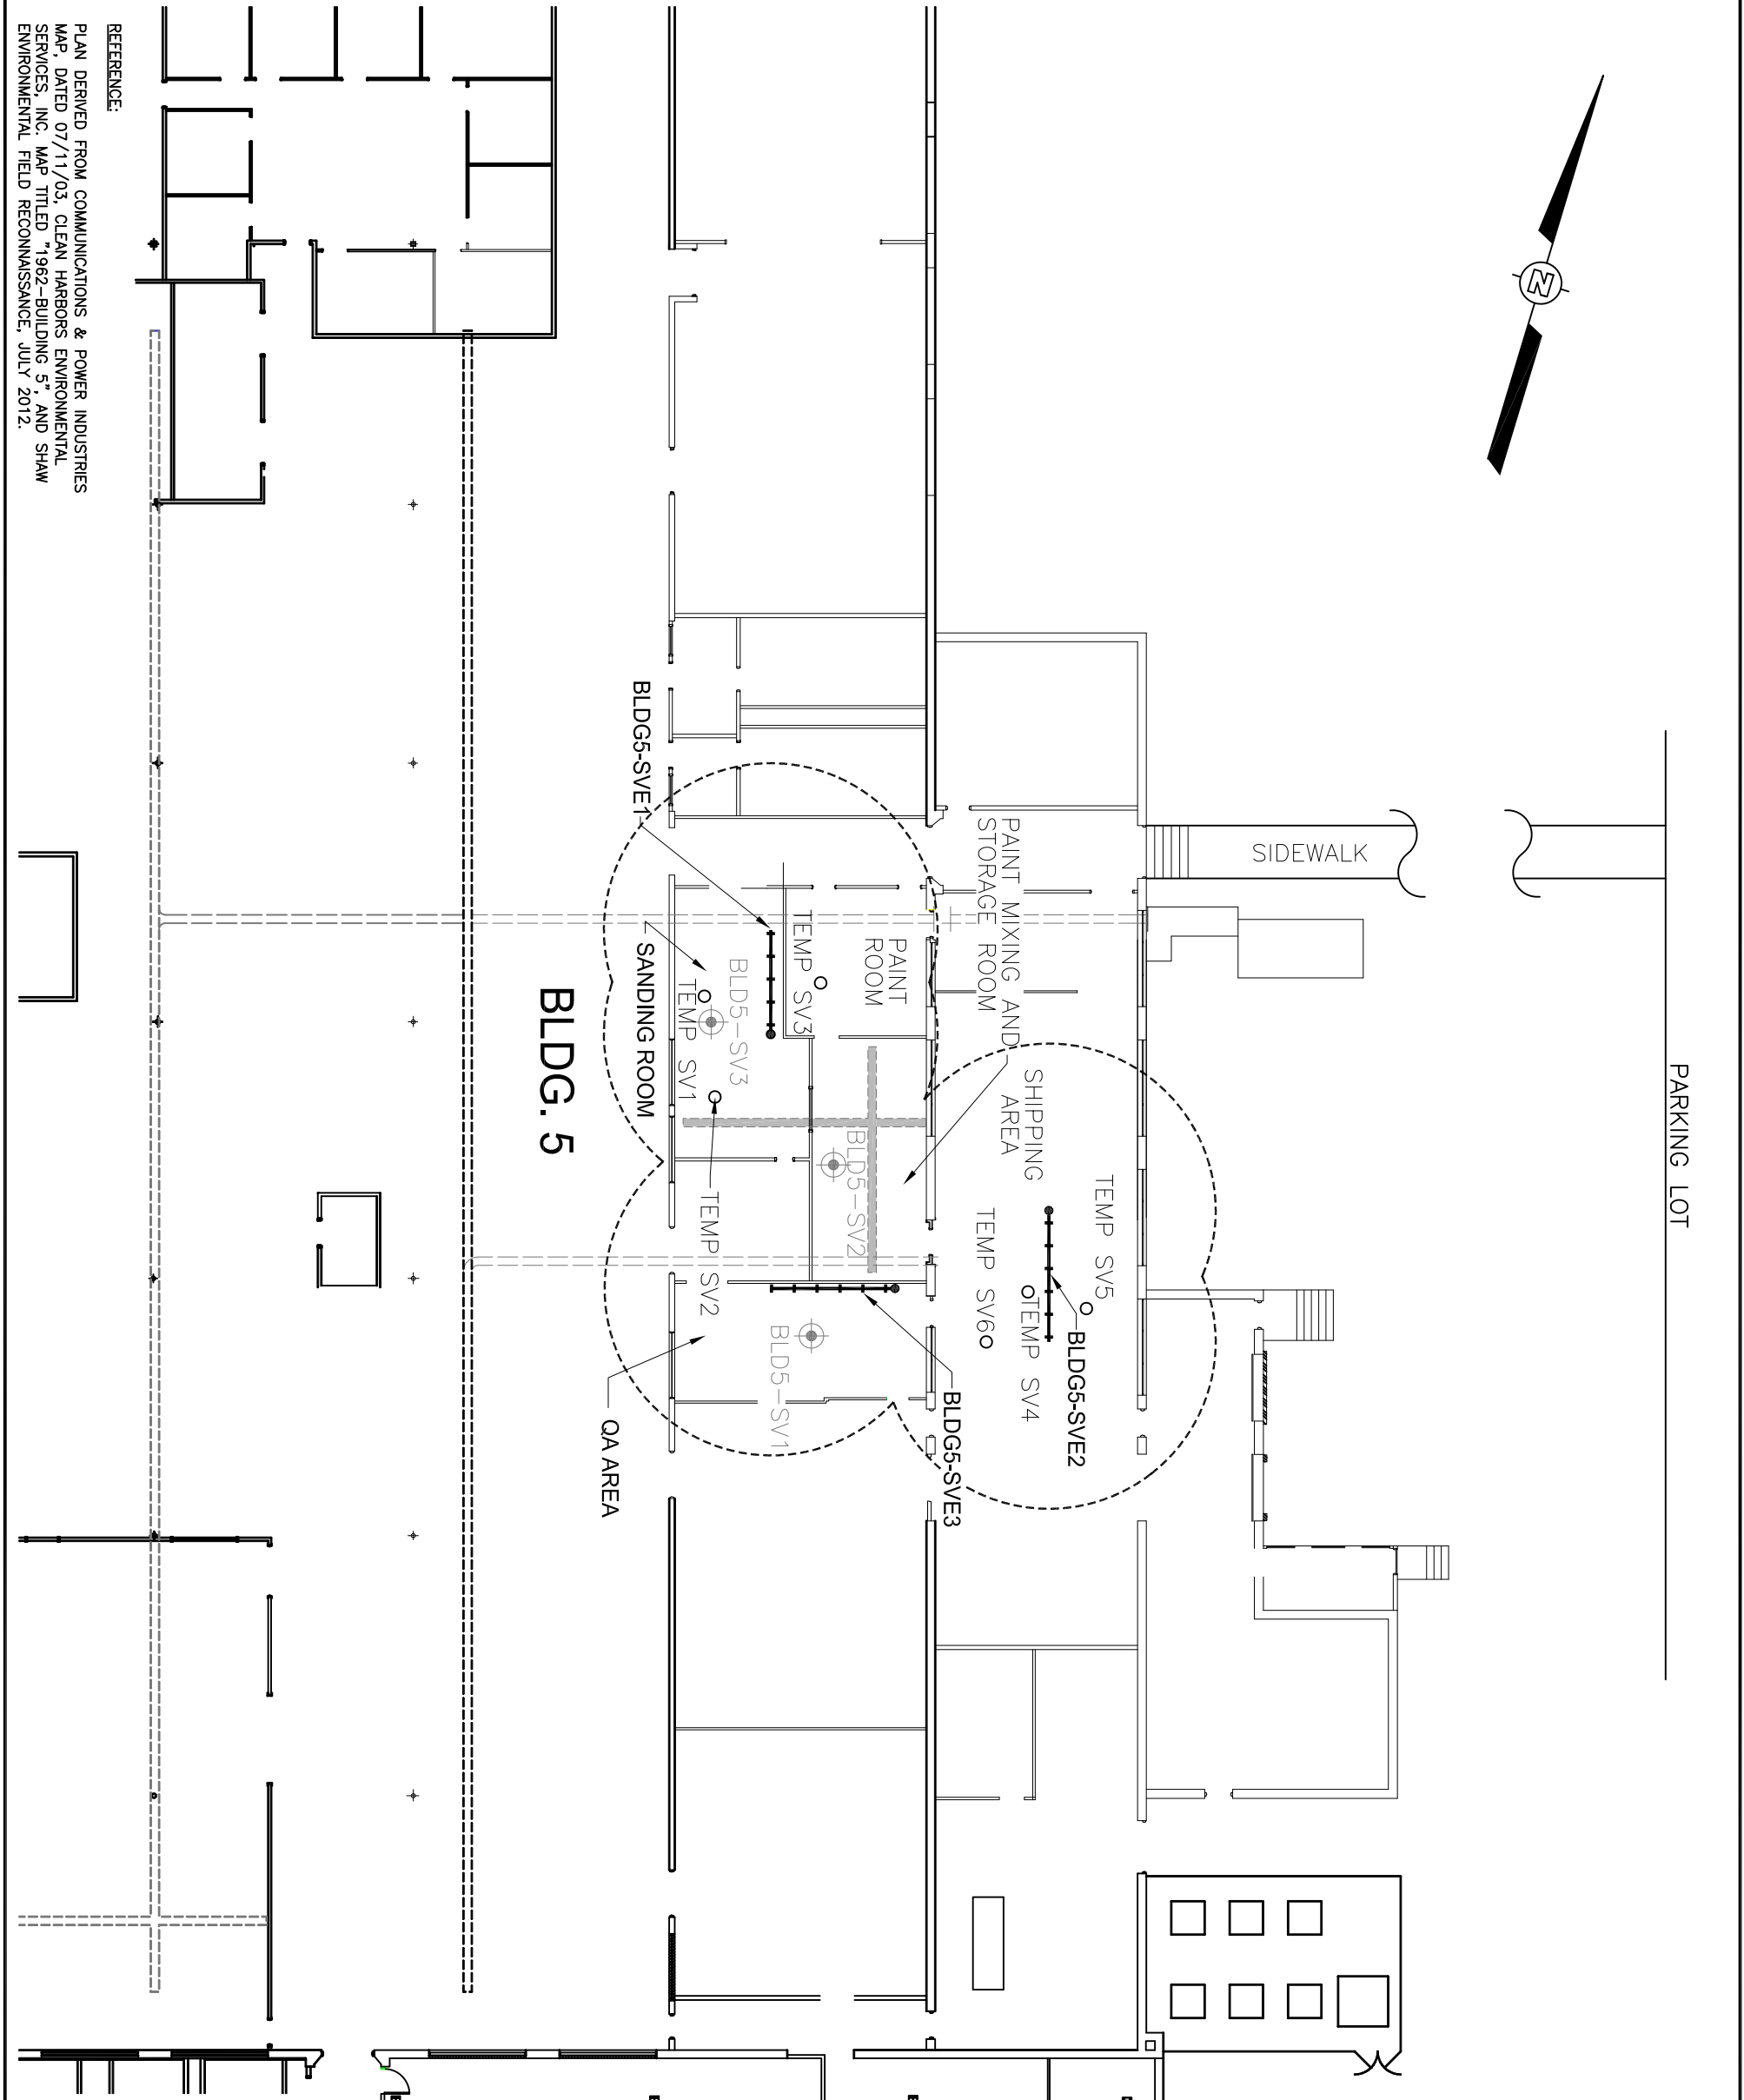 PARKING LOT
SIDEWALK
N
PAINT MIXING AND
STORAGE ROOM
SHIPPING
AREA
TEMP SV5
BLDG5-SVE2
TEMP SV4
TEMP SV6
BLDG5-SVE3
PAINT
ROOM
TEMP SV3
BLD5-SV2
BLD5-SV1
BLD5-SV3
TEMP SV1
TEMP SV2
BLDG5-SVE1
SANDING ROOM
QA AREA
BLDG. 5
REFERENCE:
PLAN DERIVED FROM COMMUNICATIONS & POWER INDUSTRIES
MAP, DATED 07/11/03, CLEAN HARBORS ENVIRONMENTAL
SERVICES, INC. MAP TITLED "1962-BUILDING 5", AND SHAW
ENVIRONMENTAL FIELD RECONNAISSANCE, JULY 2012.